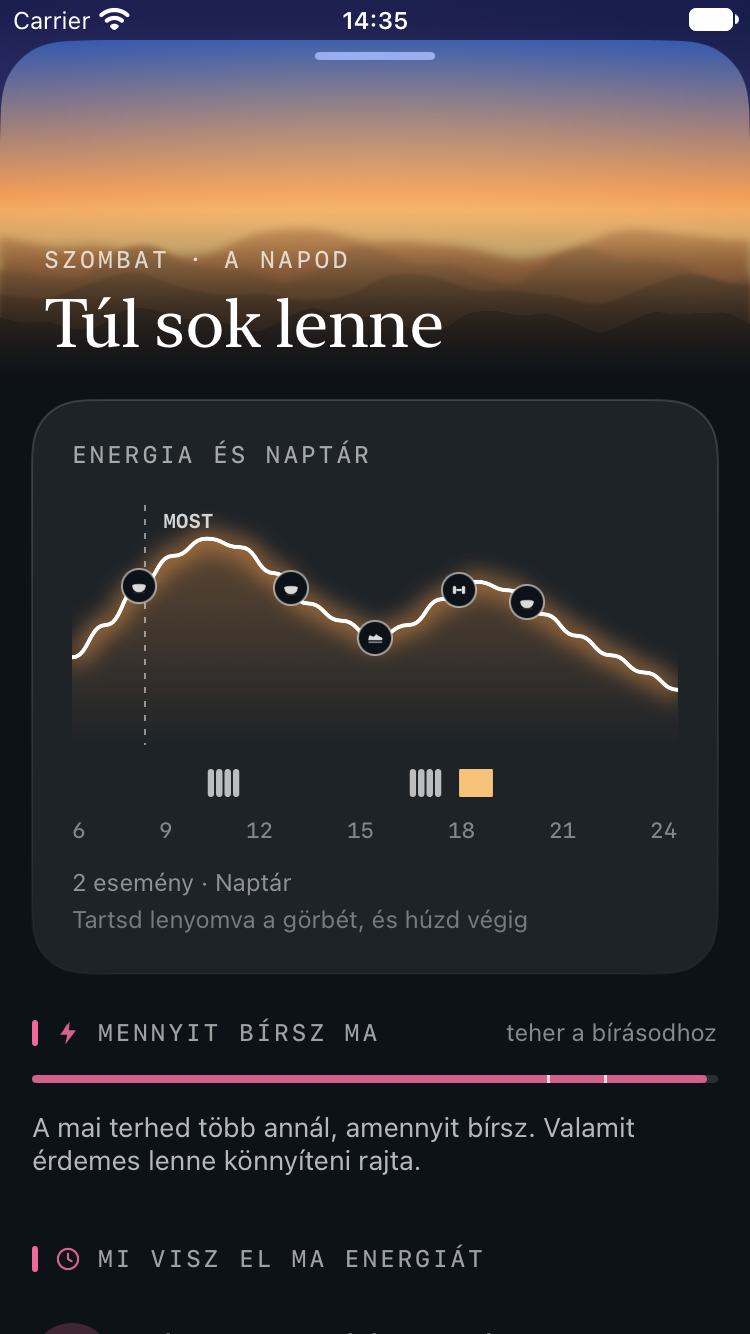 Carrier
14:35
SZOMBAT · A NAPOD
Túl sok lenne
ENERGIA ÉS NAPTÁR
MOST
6 9 12 15 18 21 24
2 esemény · Naptár
Tartsd lenyomva a görbét, és húzd végig
MENNYIT BÍRSZ MA
teher a bírásodhoz
A mai terhed több annál, amennyit bírsz. Valamit
érdemes lenne könnyíteni rajta.
MI VISZ EL MA ENERGIÁT